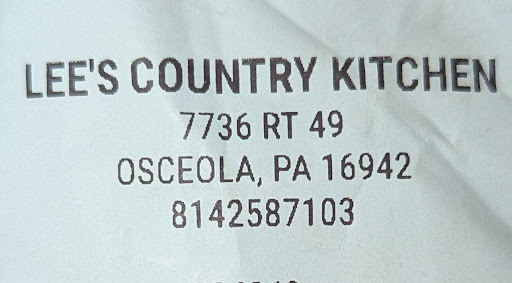 LEE'S COUNTRY KITCHEN
7736 RT 49
OSCEOLA, PA 16942
8142587103